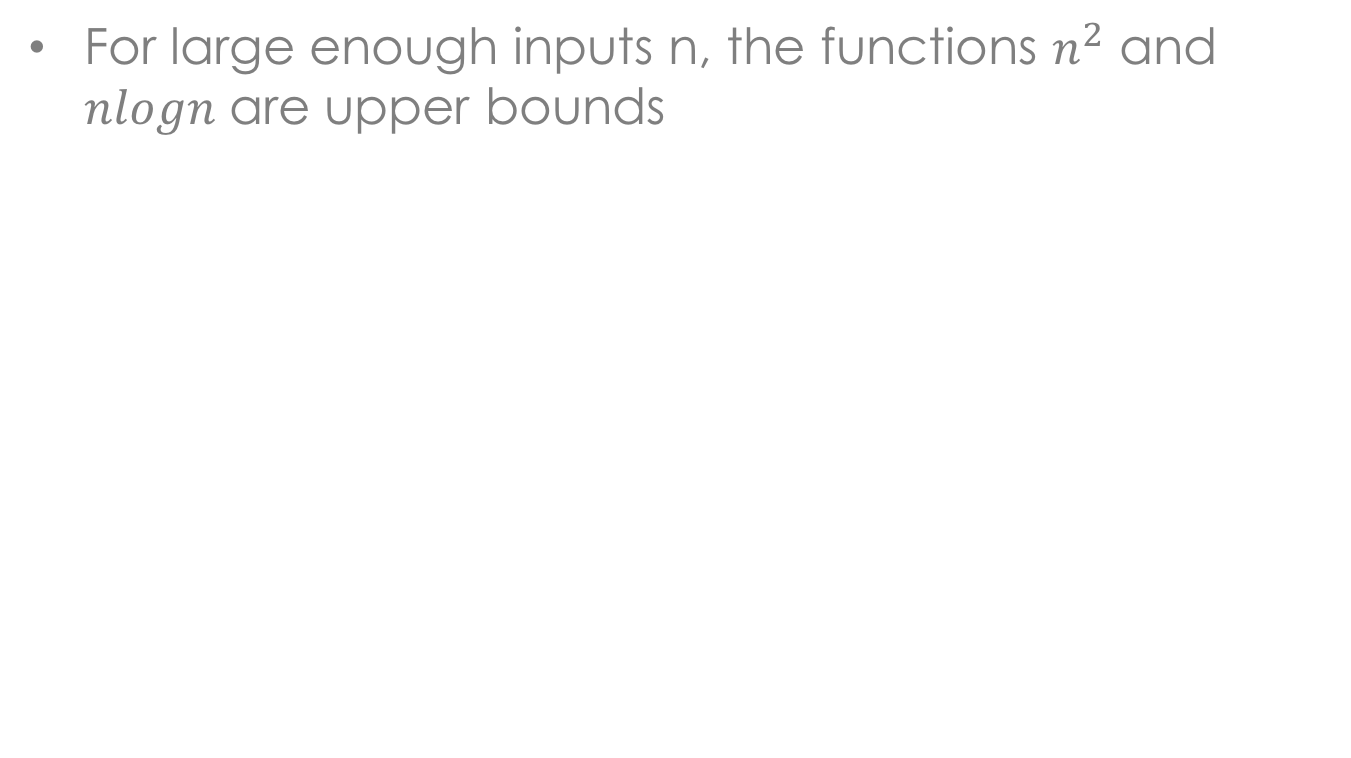 • For large enough inputs n, the functions 𝑛² and
𝑛𝑙𝑜𝑔𝑛 are upper bounds